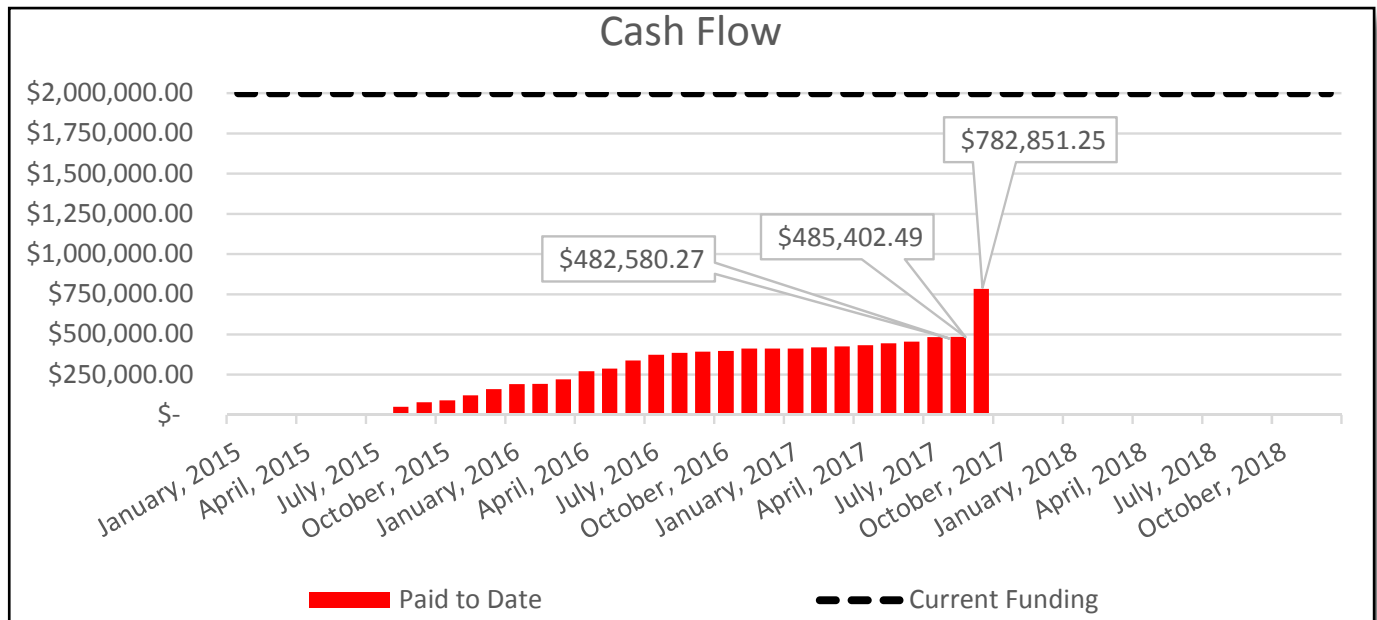 Cash Flow
$2,000,000.00
$1,750,000.00
$1,500,000.00
$1,250,000.00
$1,000,000.00
$750,000.00
$500,000.00
$250,000.00
$-
$782,851.25
$485,402.49
$482,580.27
January, 2015
April, 2015
July, 2015
October, 2015
January, 2016
April, 2016
July, 2016
October, 2016
January, 2017
April, 2017
July, 2017
October, 2017
January, 2018
April, 2018
July, 2018
October, 2018
Paid to Date
Current Funding